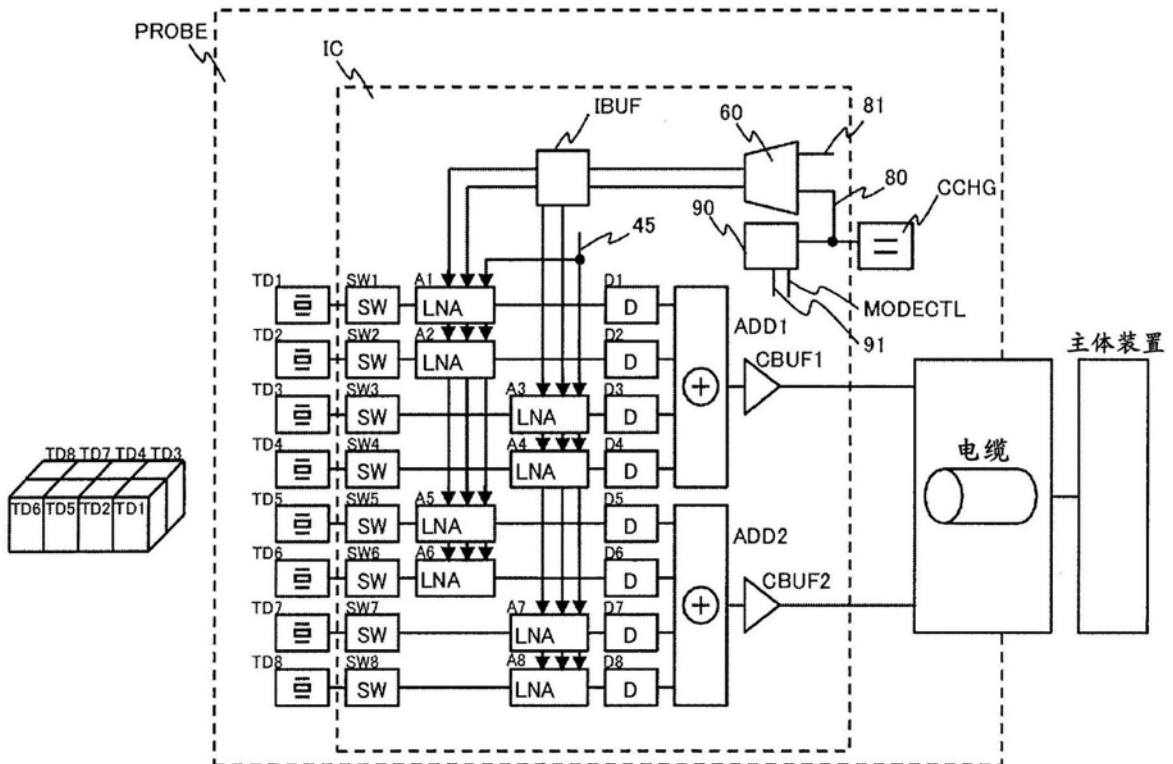 PROBE
IC
IBUF
60
81
80
CCHG
90
45
MODECTL
91
TD1 SW1 A1 D1
SW LNA D
ADD1
TD2 SW2 A2 D2
SW LNA D
CBUF1
主体装置
TD3 SW3 A3 D3
SW LNA D
TD4 SW4 A4 D4
SW LNA D
电缆
TD8 TD7 TD4 TD3
TD6 TD5 TD2 TD1
TD5 SW5 A5 D5
SW LNA D
ADD2
TD6 SW6 A6 D6
SW LNA D
CBUF2
TD7 SW7 A7 D7
SW LNA D
TD8 SW8 A8 D8
SW LNA D